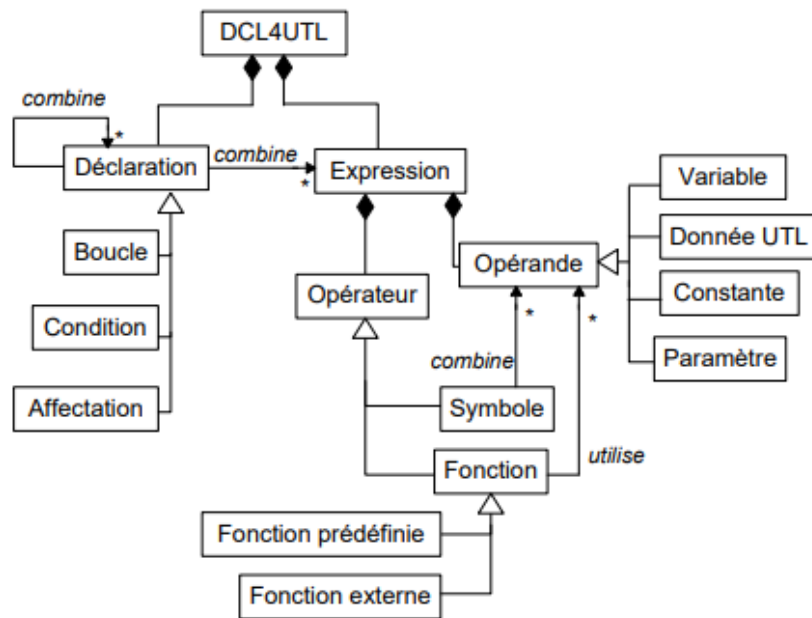 DCL4UTL
combine
*
Déclaration
combine
*
Expression
Variable
Donnée UTL
Boucle
Opérande
Opérateur
Constante
*
*
Condition
combine
Paramètre
Affectation
Symbole
Fonction
utilise
Fonction prédéfinie
Fonction externe